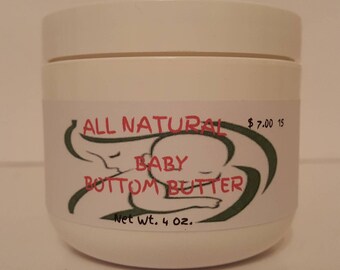 ALL NATURAL
$ 7.00 15
BABY
BOTTOM BUTTER
Net Wt. 4 oz.